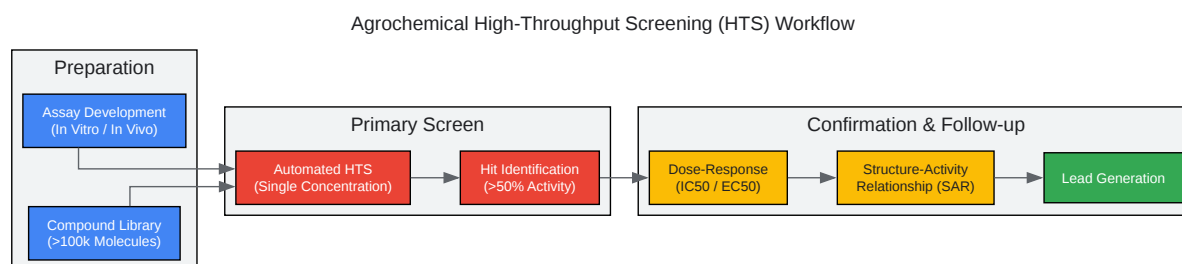 Agrochemical High-Throughput Screening (HTS) Workflow
Preparation
Assay Development
(In Vitro / In Vivo)
Compound Library
(>100k Molecules)
Primary Screen
Automated HTS
(Single Concentration)
Hit Identification
(>50% Activity)
Confirmation & Follow-up
Dose-Response
(IC50 / EC50)
Structure-Activity
Relationship (SAR)
Lead Generation